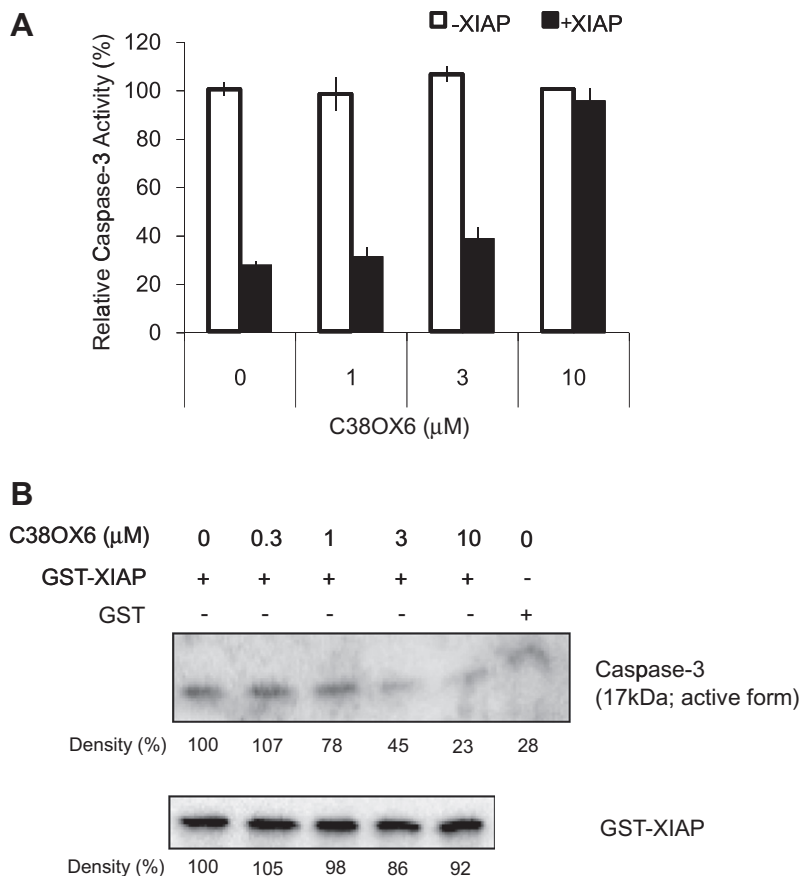 A
-XIAP +XIAP
Relative Caspase-3 Activity (%)
120
100
80
60
40
20
0
0 1 3 10
C38OX6 (μM)
B
C38OX6 (μM) 0 0.3 1 3 10 0
GST-XIAP + + + + + -
GST - - - - - +
Caspase-3
(17kDa; active form)
Density (%) 100 107 78 45 23 28
GST-XIAP
Density (%) 100 105 98 86 92